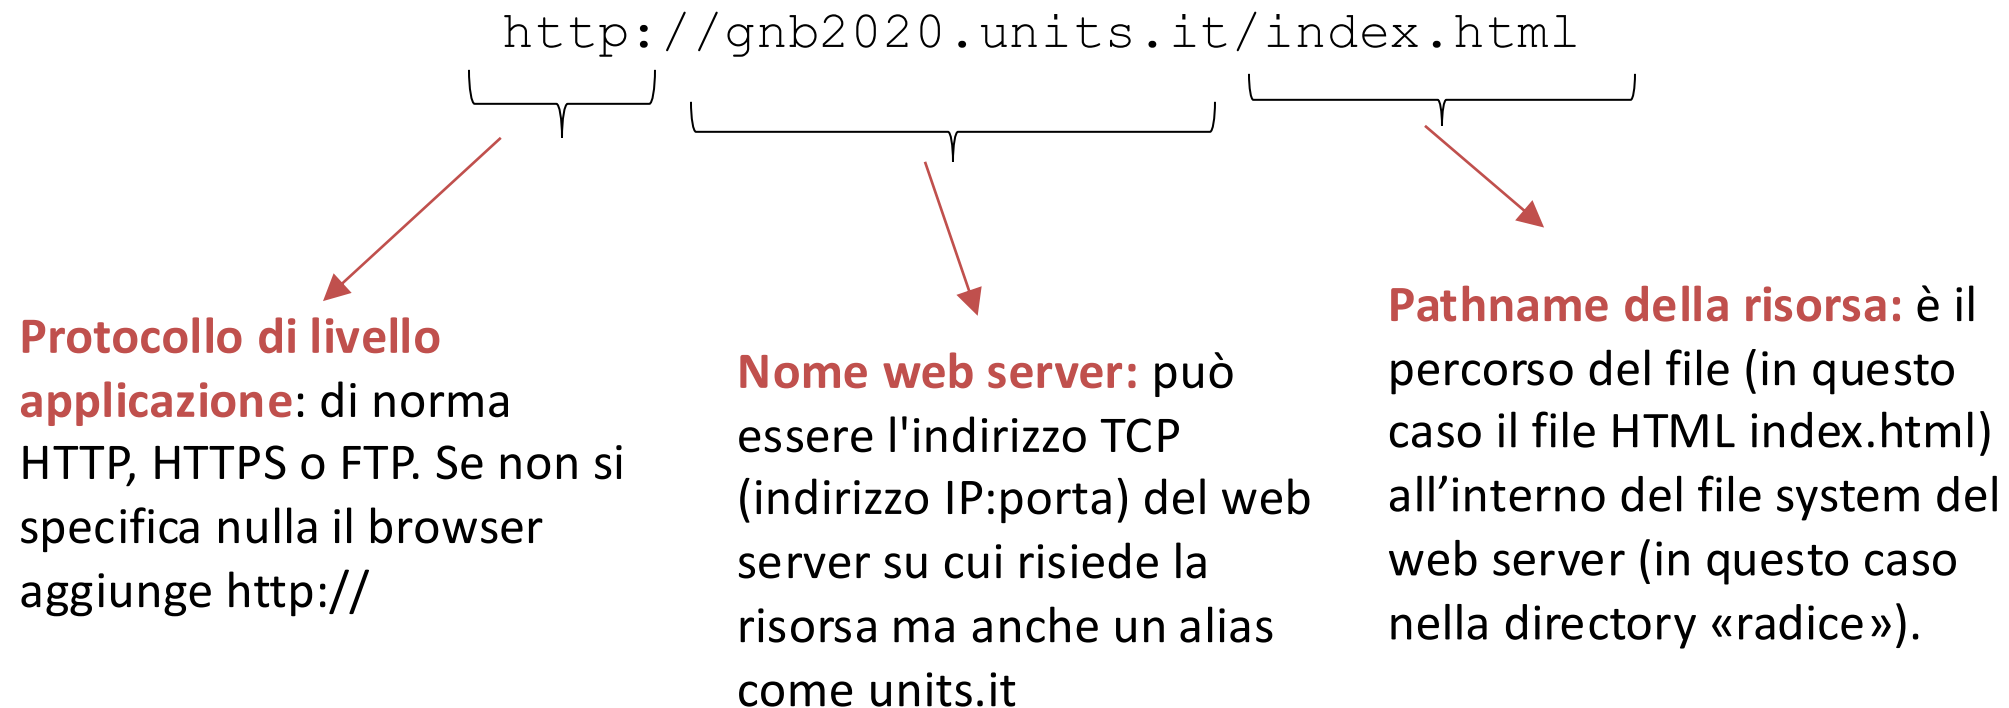 http://gnb2020.units.it/index.html
Protocollo di livello
applicazione: di norma
HTTP, HTTPS o FTP. Se non si
specifica nulla il browser
aggiunge http://
Nome web server: può
essere l'indirizzo TCP
(indirizzo IP:porta) del web
server su cui risiede la
risorsa ma anche un alias
come units.it
Pathname della risorsa: è il
percorso del file (in questo
caso il file HTML index.html)
all’interno del file system del
web server (in questo caso
nella directory «radice»).